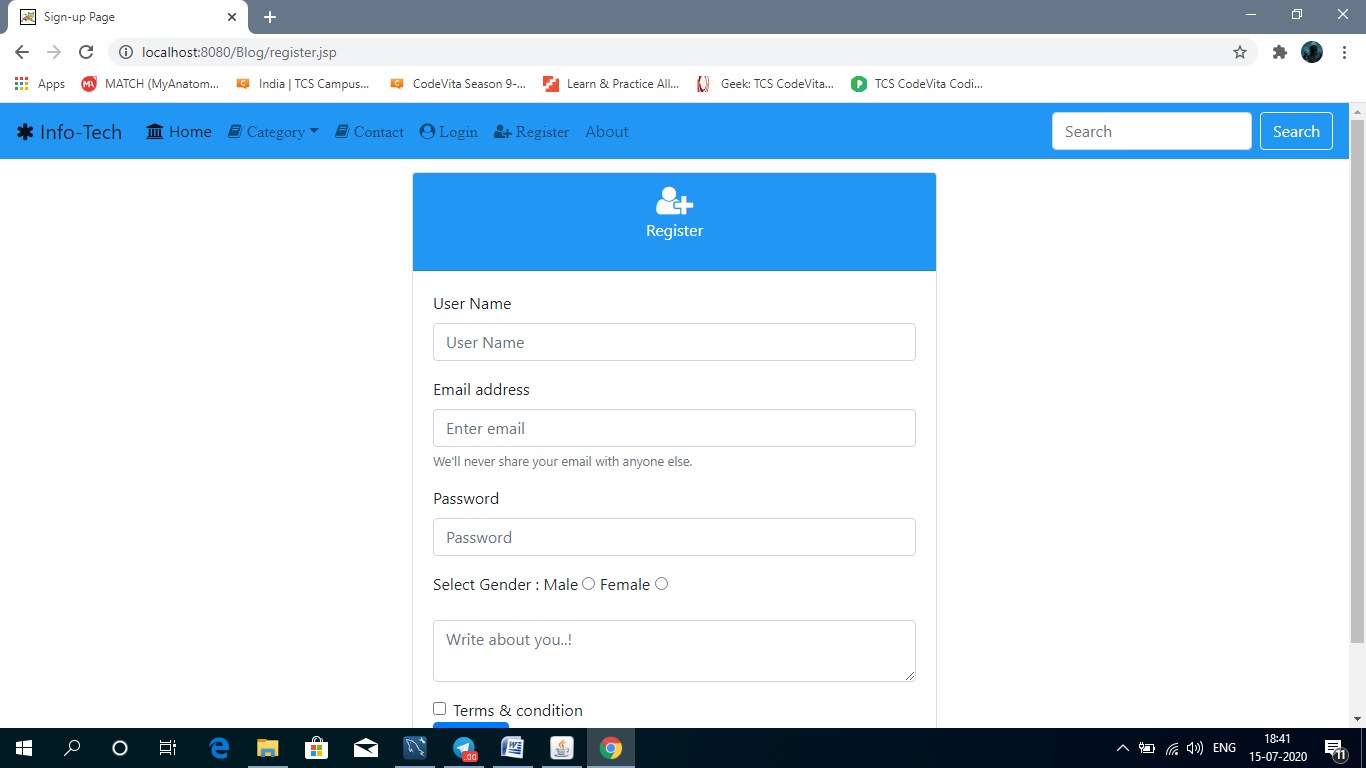 Sign-up Page
localhost:8080/Blog/register.jsp
Apps MATCH (MyAnatom... India | TCS Campus... CodeVita Season 9-... Learn & Practice All... Geek: TCS CodeVita... TCS CodeVita Codi...
Info-Tech Home Category Contact Login Register About Search Search
Register
User Name
User Name
Email address
Enter email
We'll never share your email with anyone else.
Password
Password
Select Gender : Male Female
Write about you..!
Terms & condition
ENG 18:41
15-07-2020
11